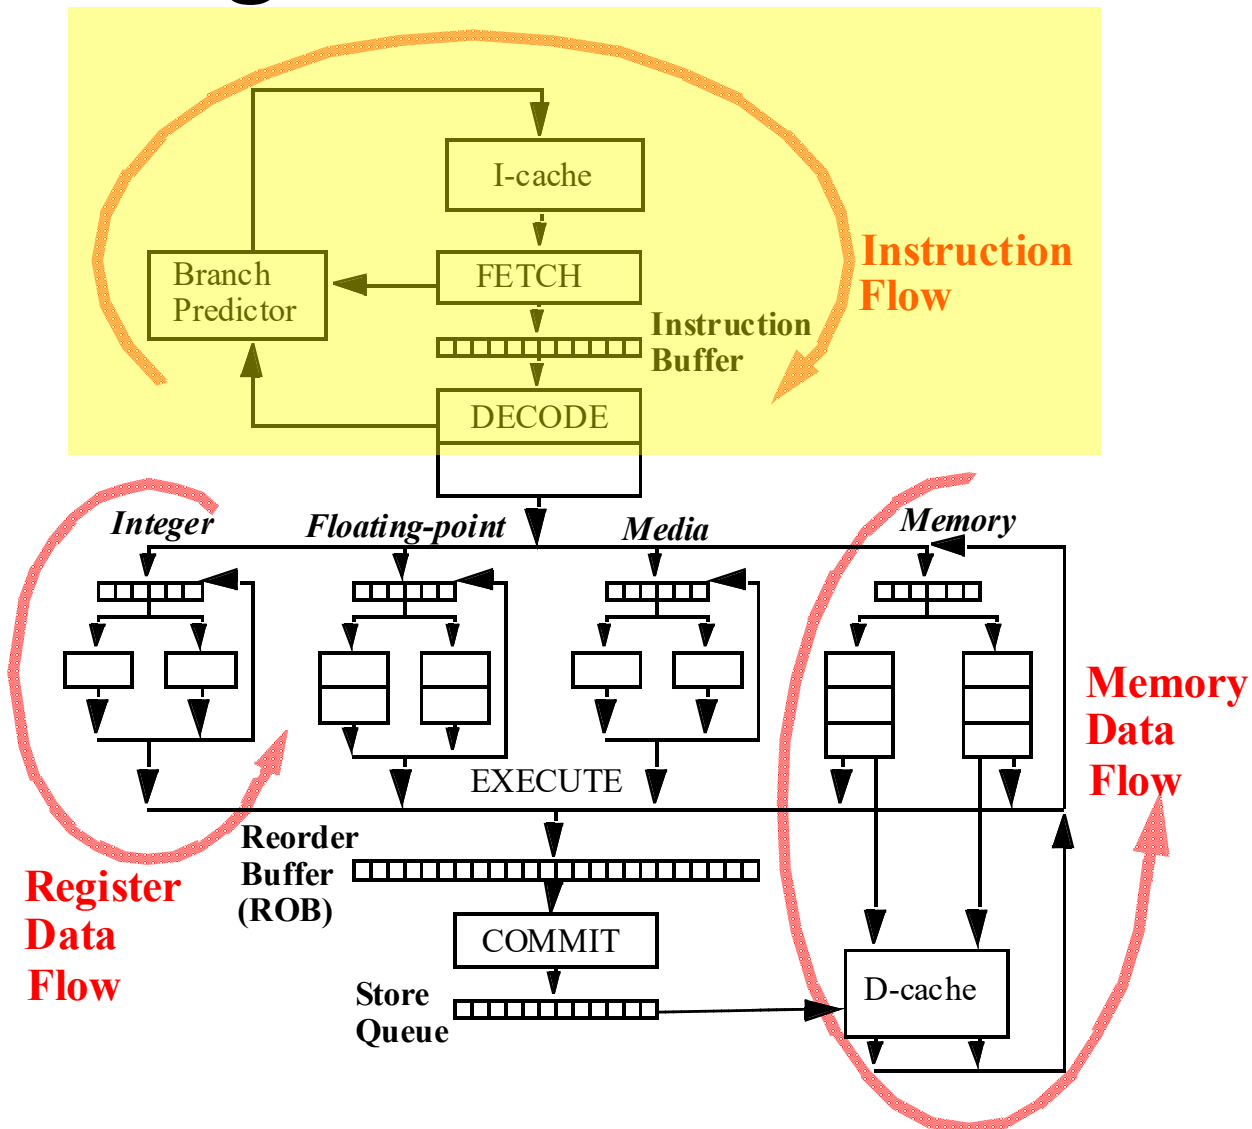 I-cache
Branch
Predictor
FETCH
Instruction
Flow
Instruction
Buffer
DECODE
Integer
Floating-point
Media
Memory
Memory
Data
Flow
EXECUTE
Reorder
Buffer
(ROB)
Register
Data
Flow
COMMIT
Store
Queue
D-cache